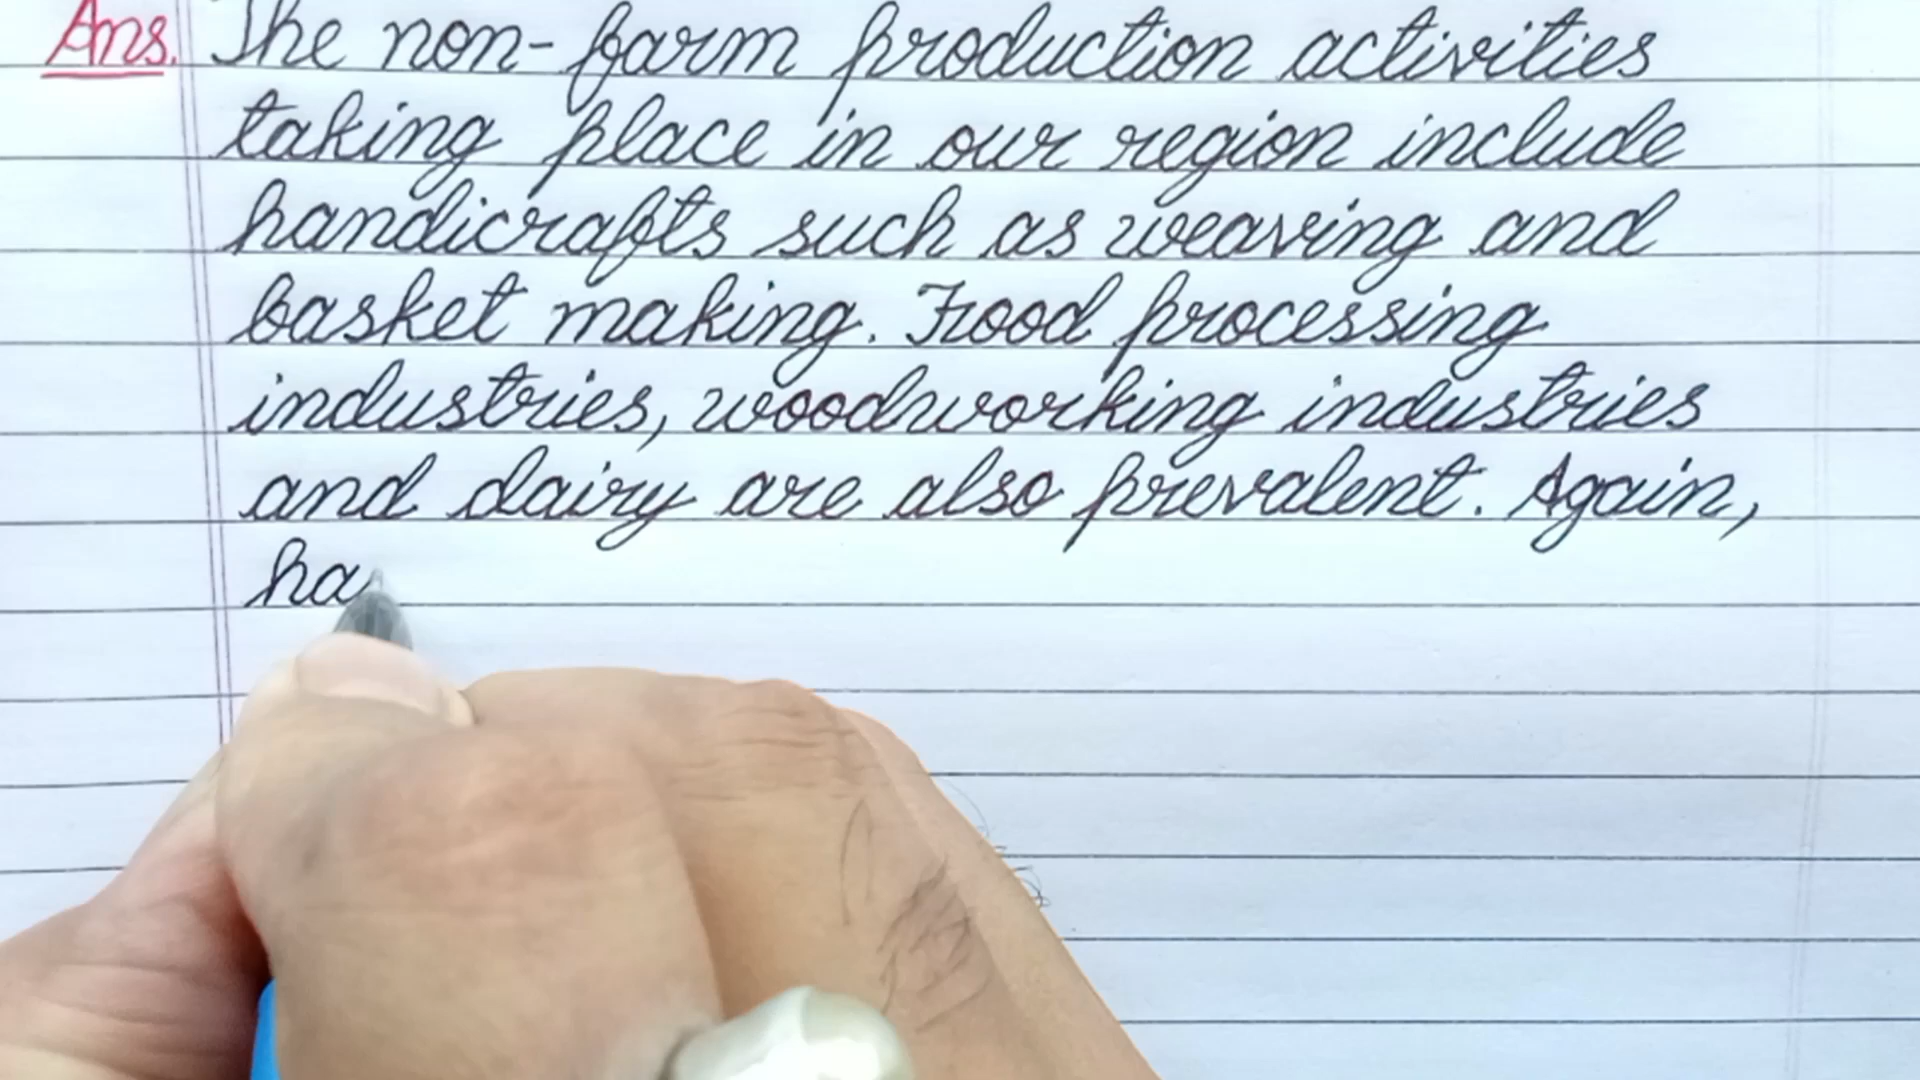 Ans. The non-farm production activities
taking place in our region include
handicrafts such as weaving and
basket making. Food processing
industries, woodworking industries
and dairy are also prevalent. Again,
ha